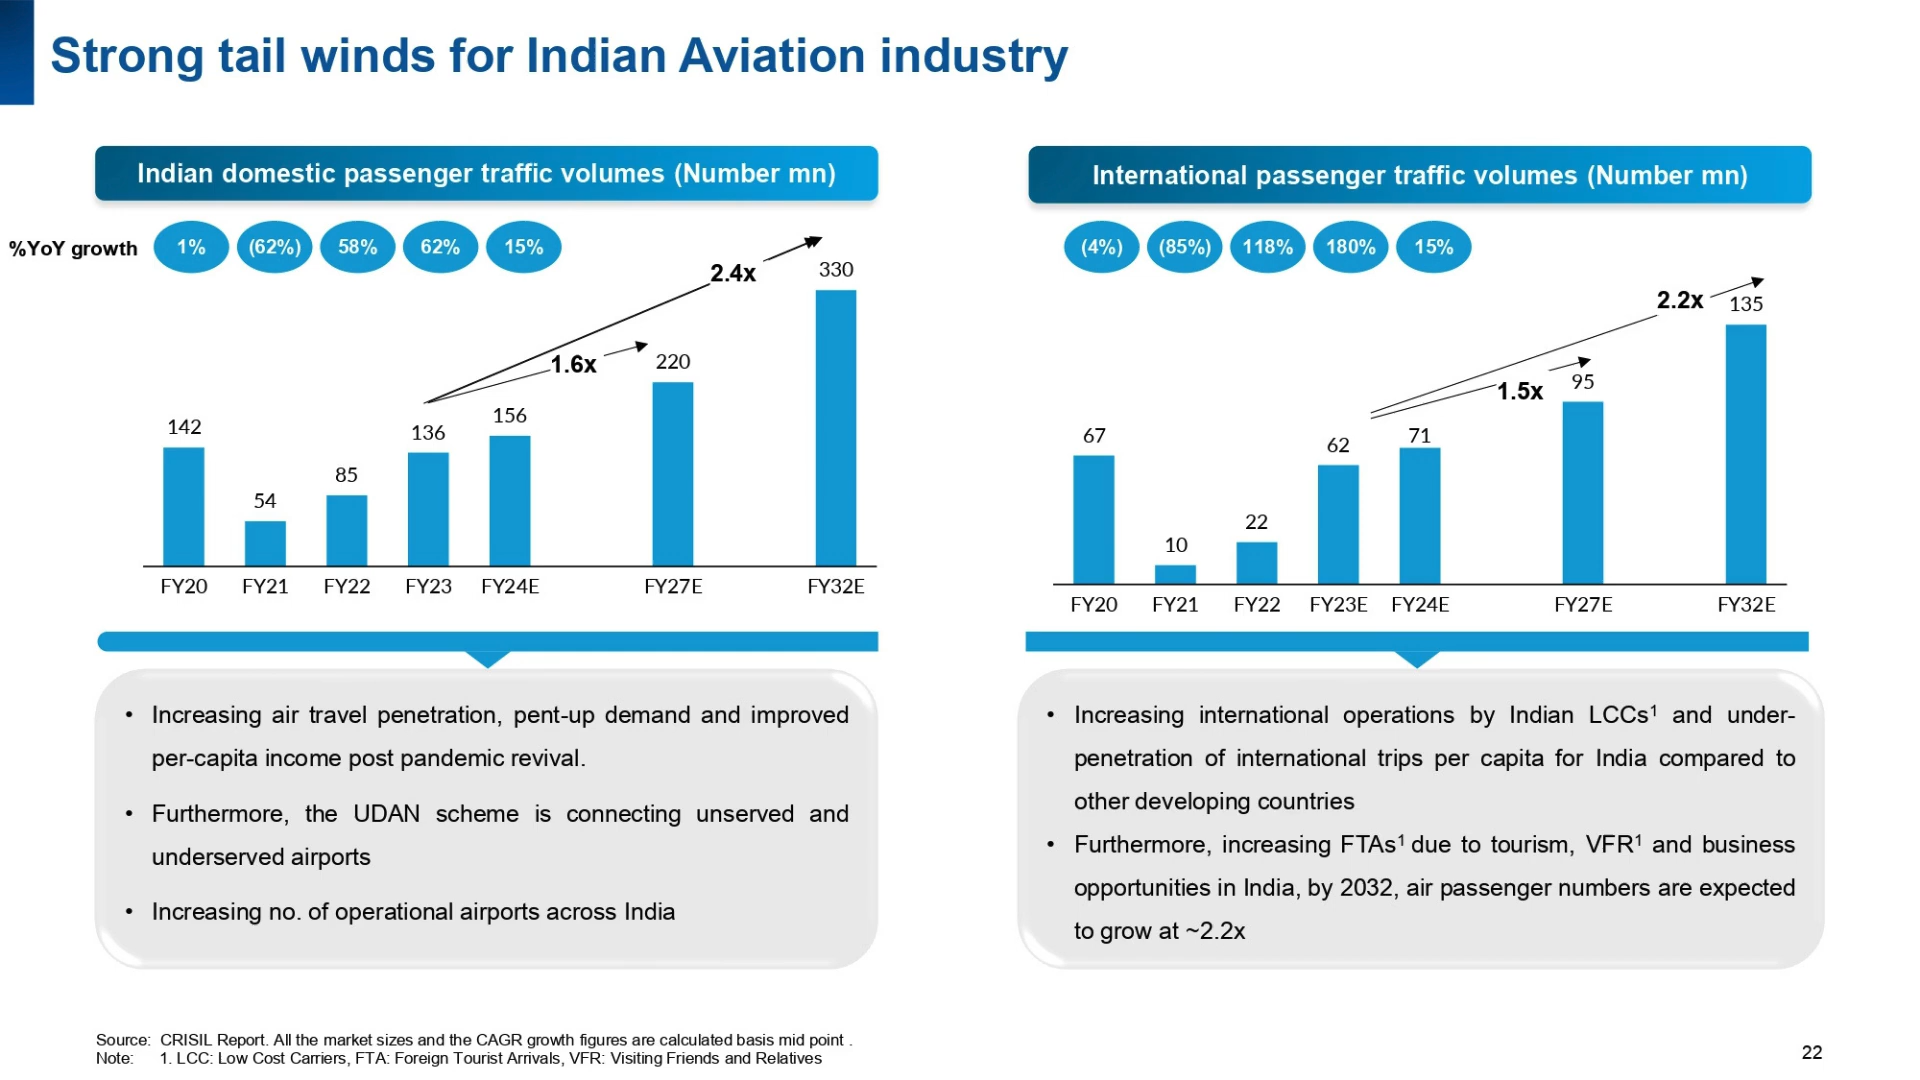 Strong tail winds for Indian Aviation industry
Indian domestic passenger traffic volumes (Number mn)
%YoY growth
1% (62%) 58% 62% 15%
2.4x
330
1.6x
220
142
54
85
136
156
FY20 FY21 FY22 FY23 FY24E FY27E FY32E
• Increasing air travel penetration, pent-up demand and improved
per-capita income post pandemic revival.
• Furthermore, the UDAN scheme is connecting unserved and
underserved airports
• Increasing no. of operational airports across India
International passenger traffic volumes (Number mn)
(4%) (85%) 118% 180% 15%
2.2x
135
1.5x
95
67
10
22
62
71
FY20 FY21 FY22 FY23E FY24E FY27E FY32E
• Increasing international operations by Indian LCCs¹ and under-
penetration of international trips per capita for India compared to
other developing countries
• Furthermore, increasing FTAs¹ due to tourism, VFR¹ and business
opportunities in India, by 2032, air passenger numbers are expected
to grow at ~2.2x
Source: CRISIL Report. All the market sizes and the CAGR growth figures are calculated basis mid point .
Note: 1. LCC: Low Cost Carriers, FTA: Foreign Tourist Arrivals, VFR: Visiting Friends and Relatives
22